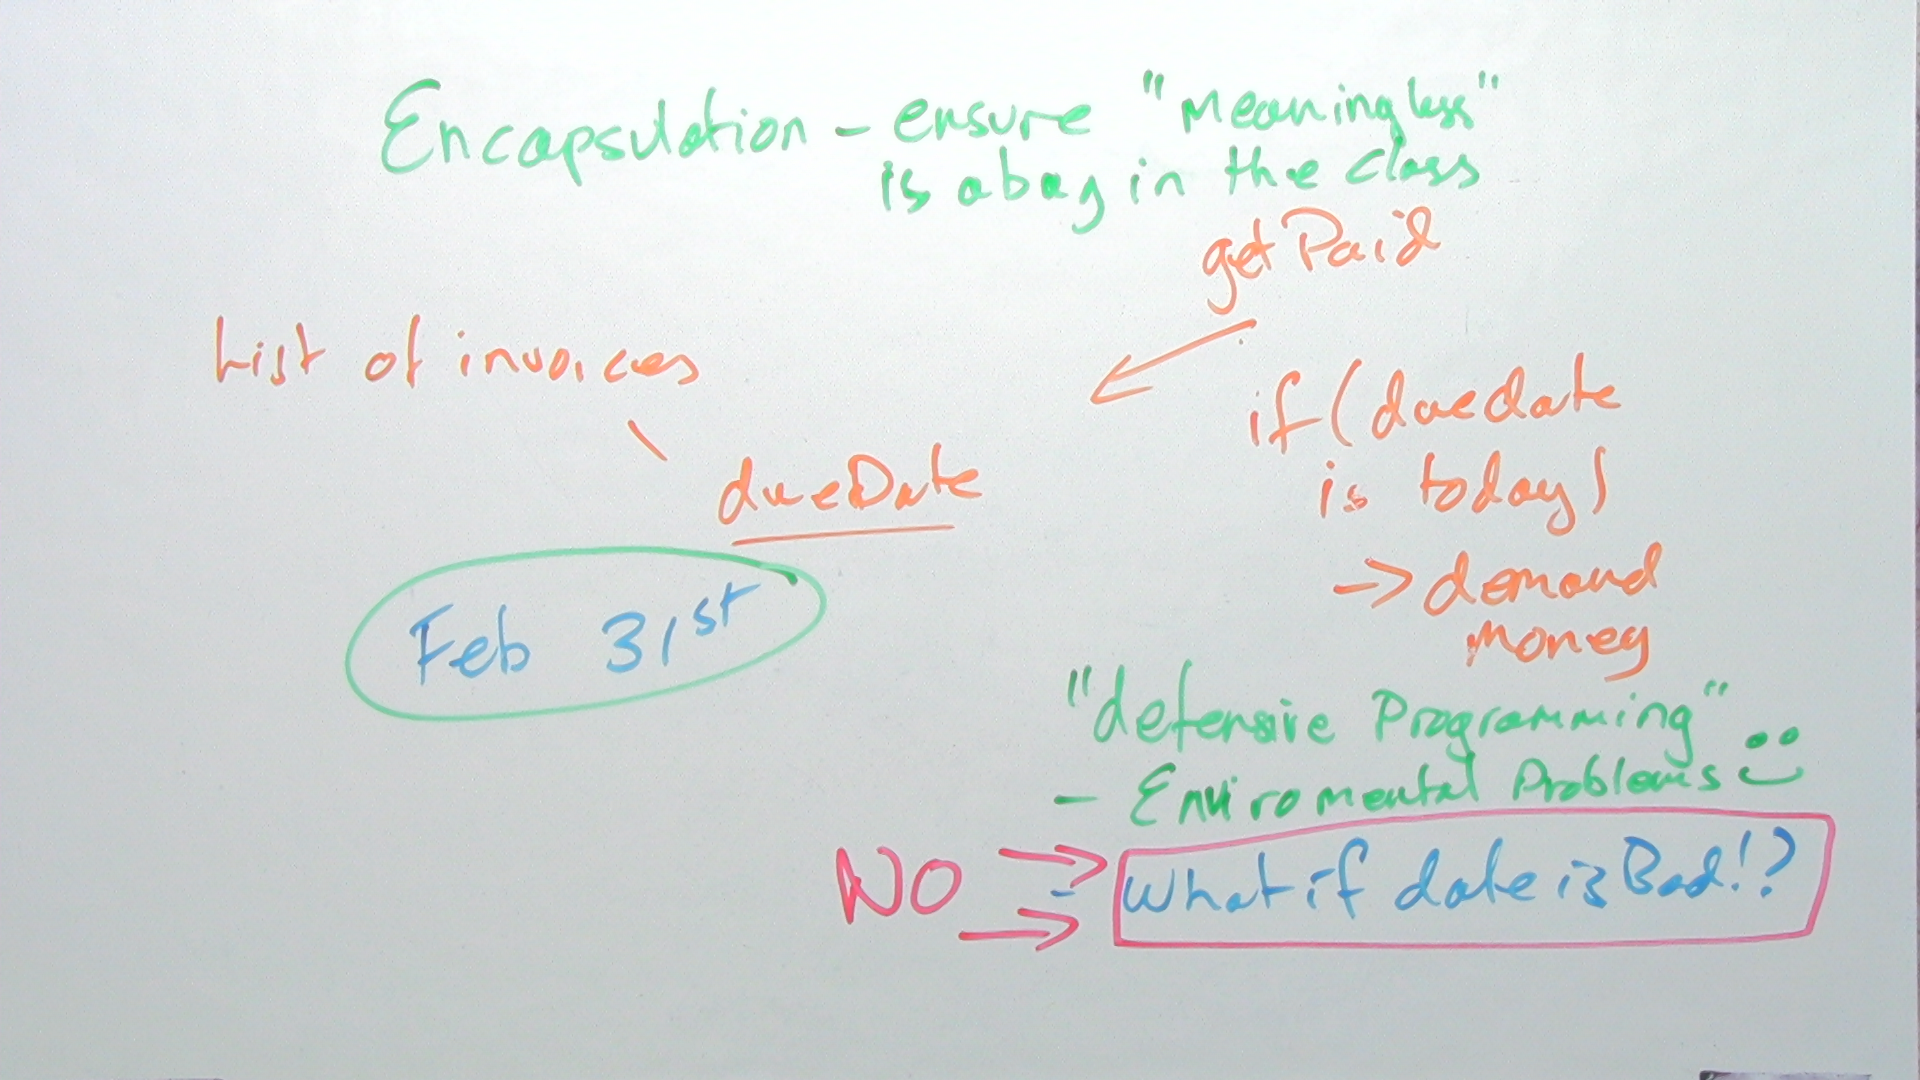 Encapsulation - ensure "meaningless"
is a bug in the class
getPaid
List of invoices
if (duedate
is today)
dueDate
-> demand
money
Feb 31st
"defensive Programming"
- Enviromental Problems
NO
- What if date is Bad!?